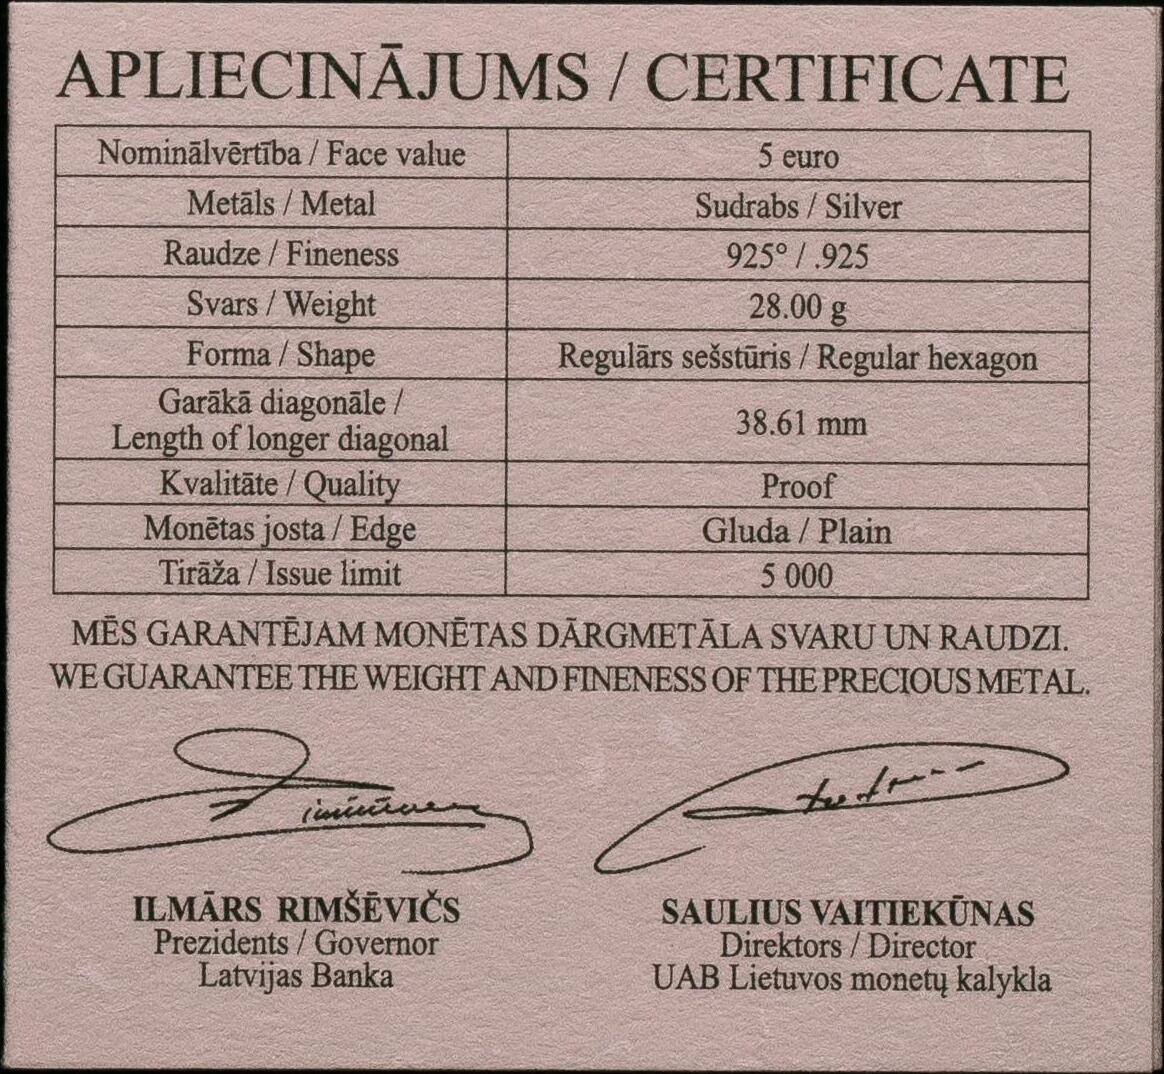 APLIECINĀJUMS / CERTIFICATE
Nominālvērtība / Face value 5 euro
Metāls / Metal Sudrabs / Silver
Raudze / Fineness 925° / .925
Svars / Weight 28.00 g
Forma / Shape Regulārs sešstūris / Regular hexagon
Garākā diagonāle /
Length of longer diagonal 38.61 mm
Kvalitāte / Quality Proof
Monētas josta / Edge Gluda / Plain
Tirāža / Issue limit 5 000
MĒS GARANTĒJAM MONĒTAS DĀRGMETĀLA SVARU UN RAUDZI.
WE GUARANTEE THE WEIGHT AND FINENESS OF THE PRECIOUS METAL.
ILMĀRS RIMŠĒVIČS
Prezidents / Governor
Latvijas Banka
SAULIUS VAITIEKŪNAS
Direktors / Director
UAB Lietuvos monetų kalykla